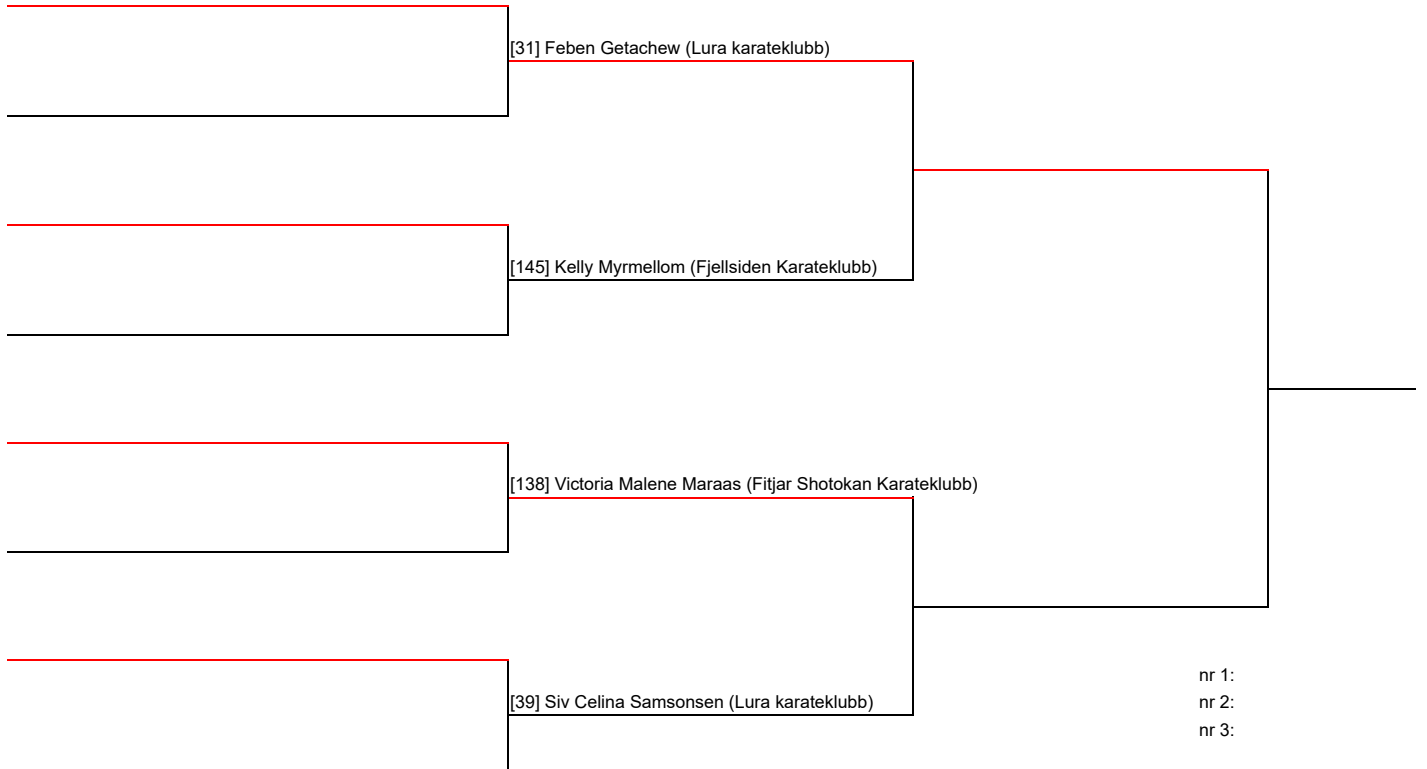 [31] Feben Getachew (Lura karateklubb)
[145] Kelly Myrmellom (Fjellsiden Karateklubb)
[138] Victoria Malene Maraas (Fitjar Shotokan Karateklubb)
[39] Siv Celina Samsonsen (Lura karateklubb)
nr 1:
nr 2:
nr 3: